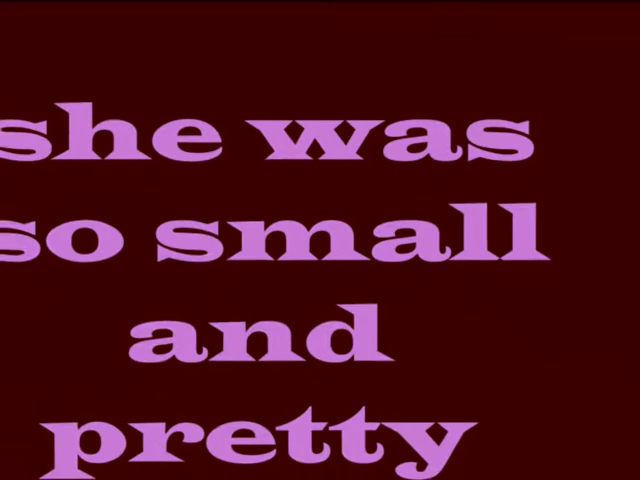 she was
so small
and
pretty